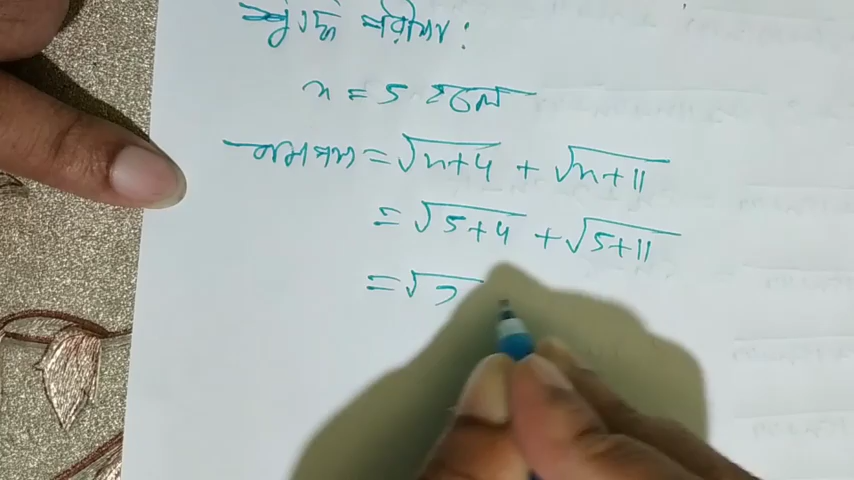 শুদ্ধি পরীক্ষা :
x = 5 হলে
বামপক্ষ = √x+4 + √x+11
= √5+4 + √5+11
= √